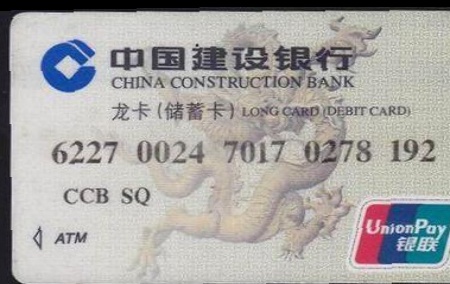 中国建设银行
CHINA CONSTRUCTION BANK
龙卡(储蓄卡) LONG CARD (DEBIT CARD)
6227 0024 7017 0278 192
CCB SQ
ATM
UnionPay
银联